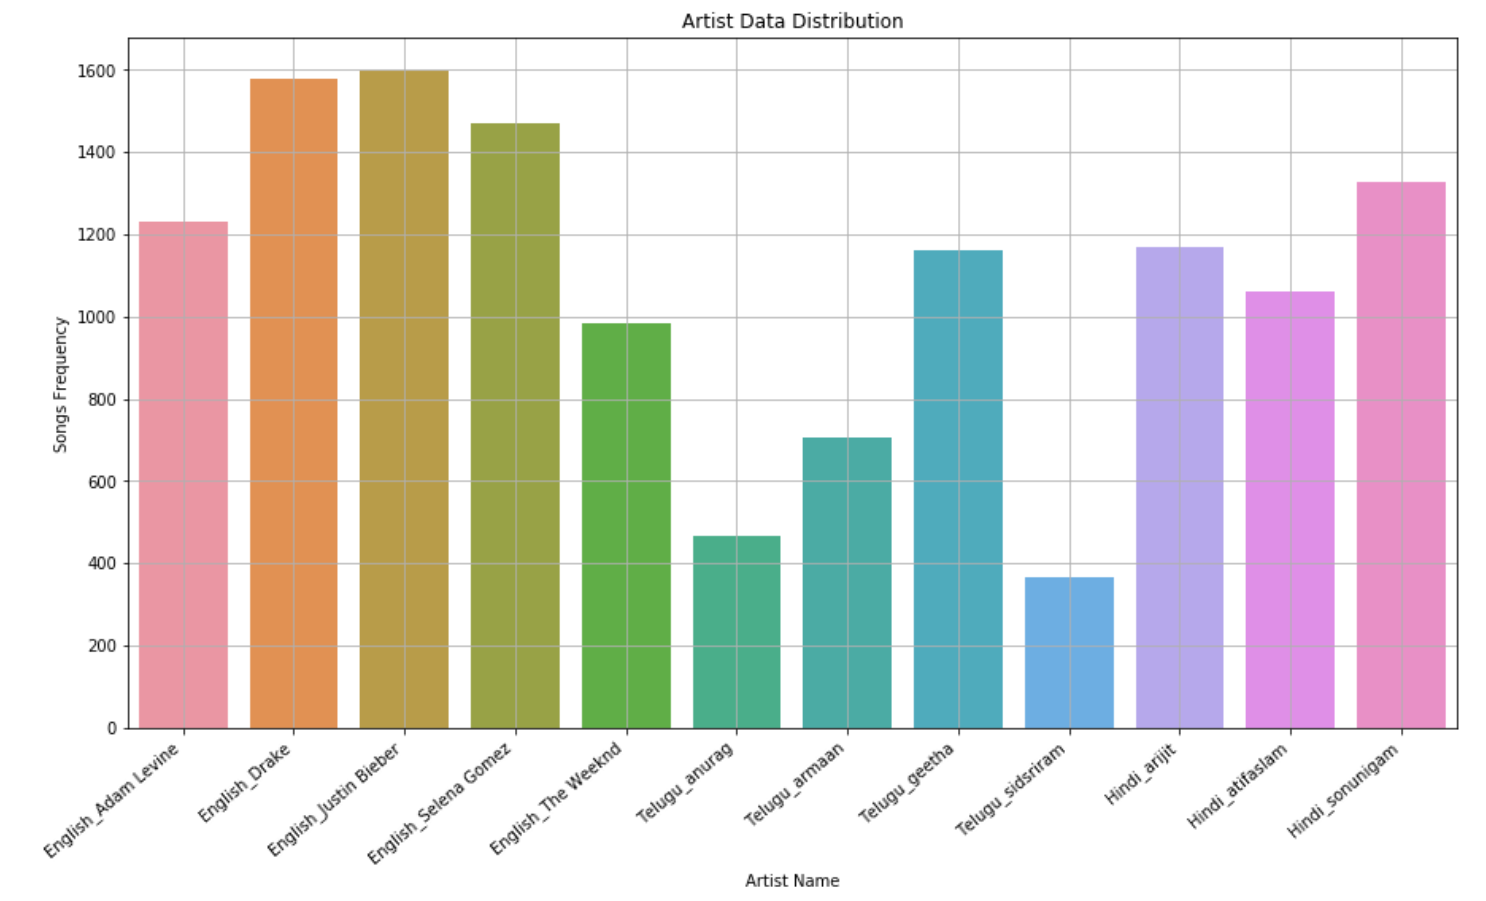 Artist Data Distribution
Songs Frequency
1600
1400
1200
1000
800
600
400
200
0
English_Adam Levine
English_Drake
English_Justin Bieber
English_Selena Gomez
English_The Weeknd
Telugu_anurag
Telugu_armaan
Telugu_geetha
Telugu_sidsriram
Hindi_arijit
Hindi_atifaslam
Hindi_sonunigam
Artist Name